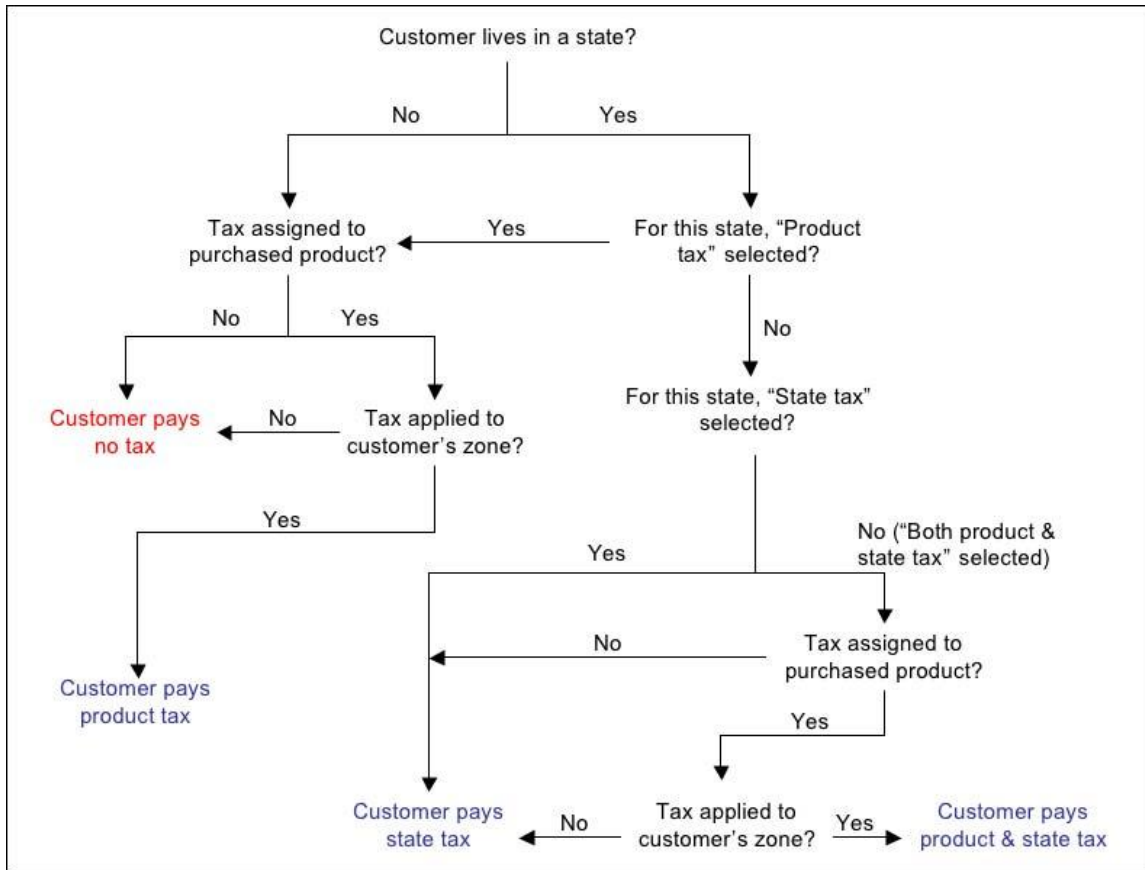 Customer lives in a state?
No
Yes
Tax assigned to
purchased product?
Yes
For this state, “Product
tax” selected?
No
Yes
No
Customer pays
no tax
No
Tax applied to
customer’s zone?
For this state, “State tax”
selected?
Yes
Yes
No (“Both product &
state tax” selected)
No
Tax assigned to
purchased product?
Customer pays
product tax
Yes
Customer pays
state tax
No
Tax applied to
customer’s zone?
Yes
Customer pays
product & state tax